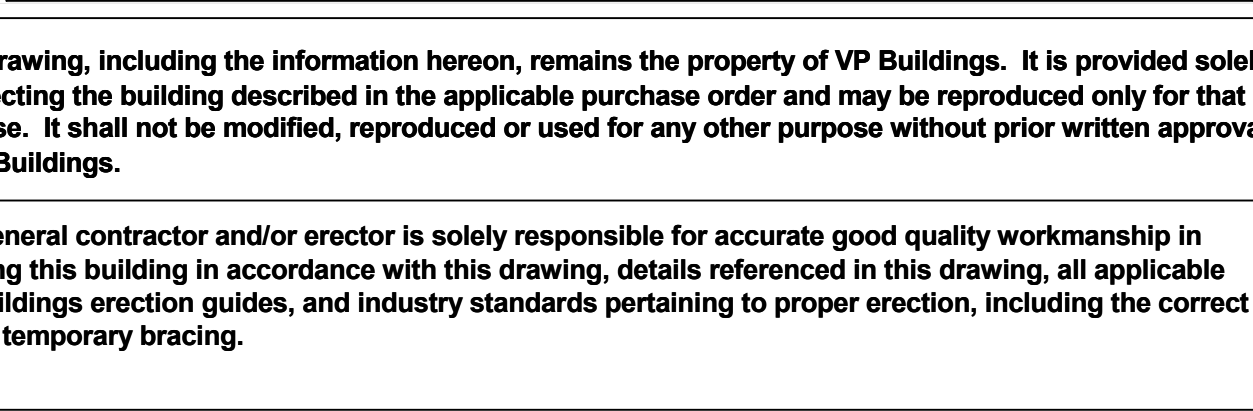 rawing, including the information hereon, remains the property of VP Buildings. It is provided solel
ecting the building described in the applicable purchase order and may be reproduced only for that
se. It shall not be modified, reproduced or used for any other purpose without prior written approva
Buildings.
eneral contractor and/or erector is solely responsible for accurate good quality workmanship in
ng this building in accordance with this drawing, details referenced in this drawing, all applicable
ildings erection guides, and industry standards pertaining to proper erection, including the correct
temporary bracing.